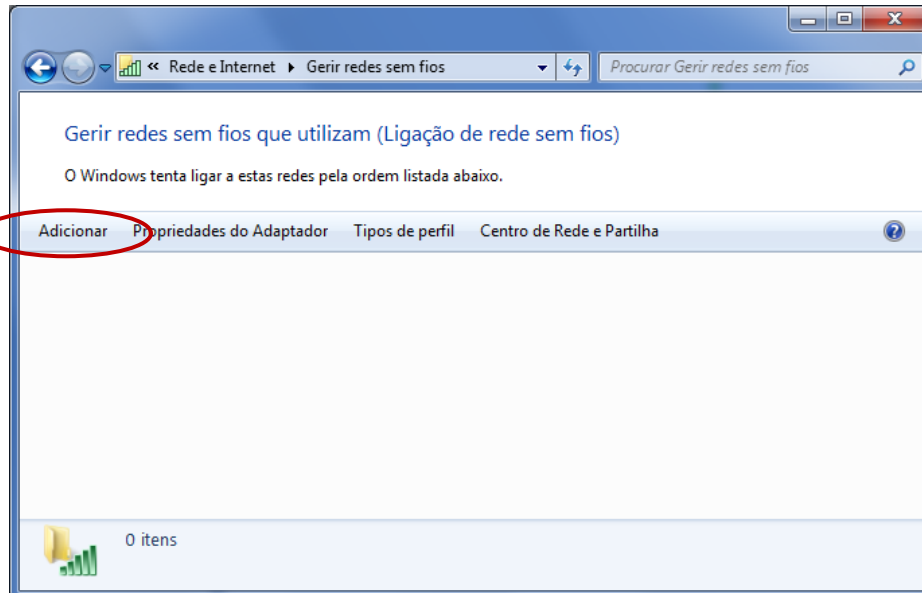 « Rede e Internet Gerir redes sem fios Procurar Gerir redes sem fios
Gerir redes sem fios que utilizam (Ligação de rede sem fios)
O Windows tenta ligar a estas redes pela ordem listada abaixo.
Adicionar Propriedades do Adaptador Tipos de perfil Centro de Rede e Partilha
0 itens